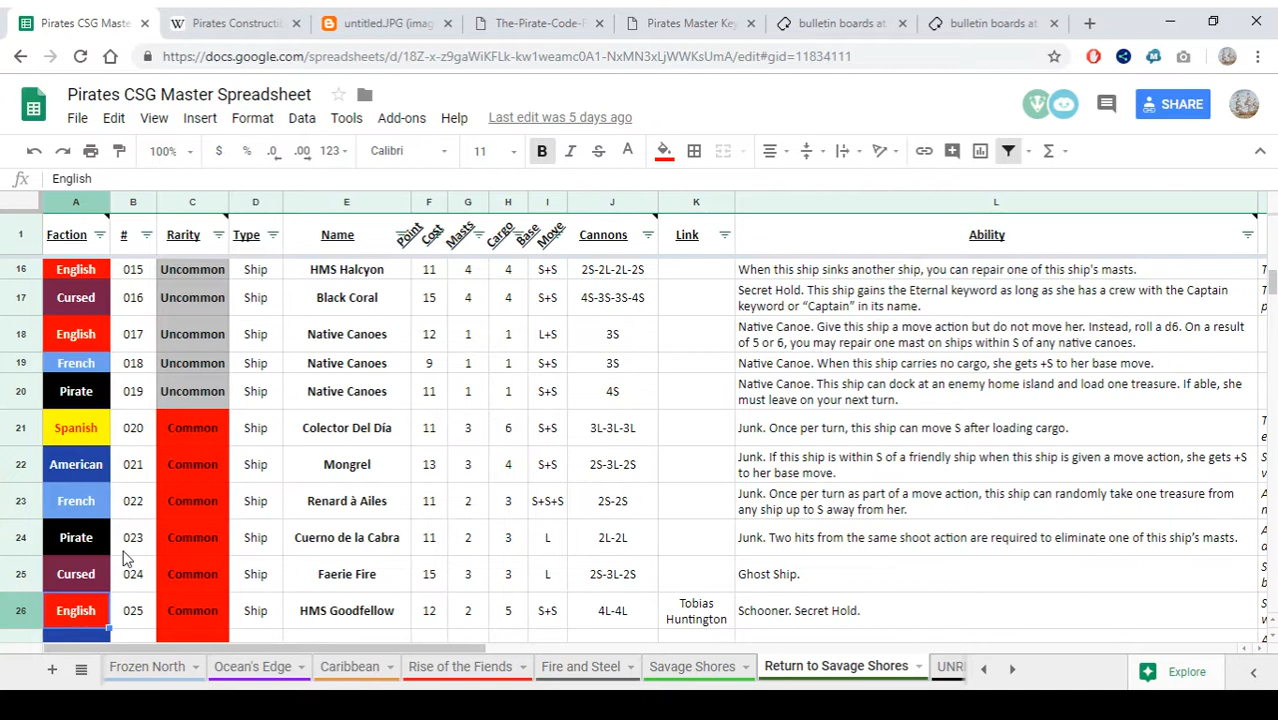 Pirates CSG Mas
Pirates Constructi
untitled.JPG (imag
The-Pirate-Code-F
Pirates Master Key
bulletin boards at
bulletin boards at
https://docs.google.com/spreadsheets/d/18Z-x-z9gaWiKFLk-kw1weamc0A1-NxMN3xLjWWKsUmA/edit#gid=11834111
Pirates CSG Master Spreadsheet
SHARE
File Edit View Insert Format Data Tools Add-ons Help Last edit was 5 days ago
100% $ % .0 .00 123 Calibri 11 B I S A
fx English
A B C D E F G H I J K L
1 Faction # Rarity Type Name Point Cost Masts Cargo Base Move Cannons Link Ability
16 English 015 Uncommon Ship HMS Halcyon 11 4 4 S+S 2S-2L-2L-2S When this ship sinks another ship, you can repair one of this ship's masts.
17 Cursed 016 Uncommon Ship Black Coral 15 4 4 S+S 4S-3S-3S-4S Secret Hold. This ship gains the Eternal keyword as long as she has a crew with the Captain
keyword or "Captain" in its name.
18 English 017 Uncommon Ship Native Canoes 12 1 1 L+S 3S Native Canoe. Give this ship a move action but do not move her. Instead, roll a d6. On a result
of 5 or 6, you may repair one mast on ships within S of any native canoes.
19 French 018 Uncommon Ship Native Canoes 9 1 1 S+S 3S Native Canoe. When this ship carries no cargo, she gets +S to her base move.
20 Pirate 019 Uncommon Ship Native Canoes 11 1 1 S+S 4S Native Canoe. This ship can dock at an enemy home island and load one treasure. If able, she
must leave on your next turn.
21 Spanish 020 Common Ship Colector Del Día 11 3 6 S+S 3L-3L-3L Junk. Once per turn, this ship can move S after loading cargo.
22 American 021 Common Ship Mongrel 13 3 4 S+S 2S-3L-2S Junk. If this ship is within S of a friendly ship when this ship is given a move action, she gets +S
to her base move.
23 French 022 Common Ship Renard à Ailes 11 2 3 S+S+S 2S-2S Junk. Once per turn as part of a move action, this ship can randomly take one treasure from
any ship up to S away from her.
24 Pirate 023 Common Ship Cuerno de la Cabra 11 2 3 L 2L-2L Junk. Two hits from the same shoot action are required to eliminate one of this ship's masts.
25 Cursed 024 Common Ship Faerie Fire 15 3 3 L 2S-3L-2S Ghost Ship.
26 English 025 Common Ship HMS Goodfellow 12 2 5 S+S 4L-4L Tobias
Huntington Schooner. Secret Hold.
Frozen North Ocean's Edge Caribbean Rise of the Fiends Fire and Steel Savage Shores Return to Savage Shores UNR Explore